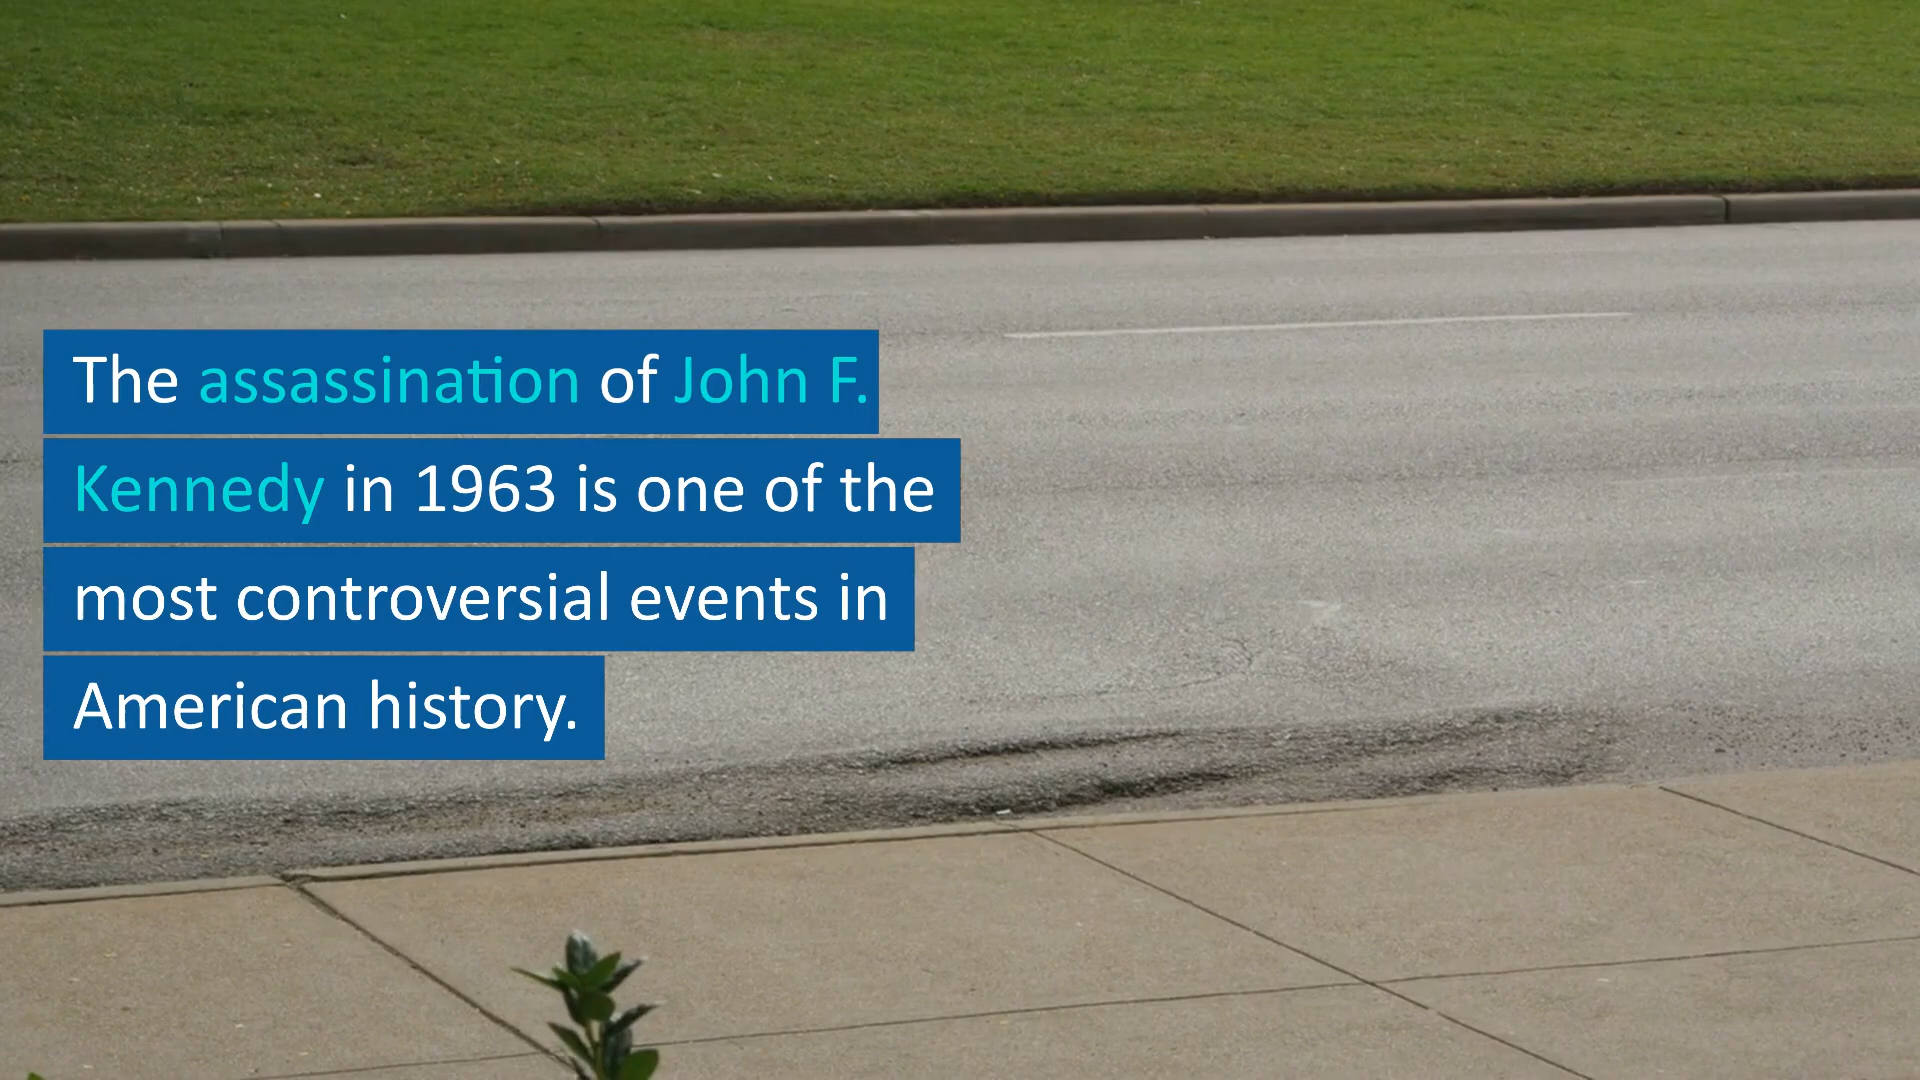 The assassination of John F.
Kennedy in 1963 is one of the
most controversial events in
American history.